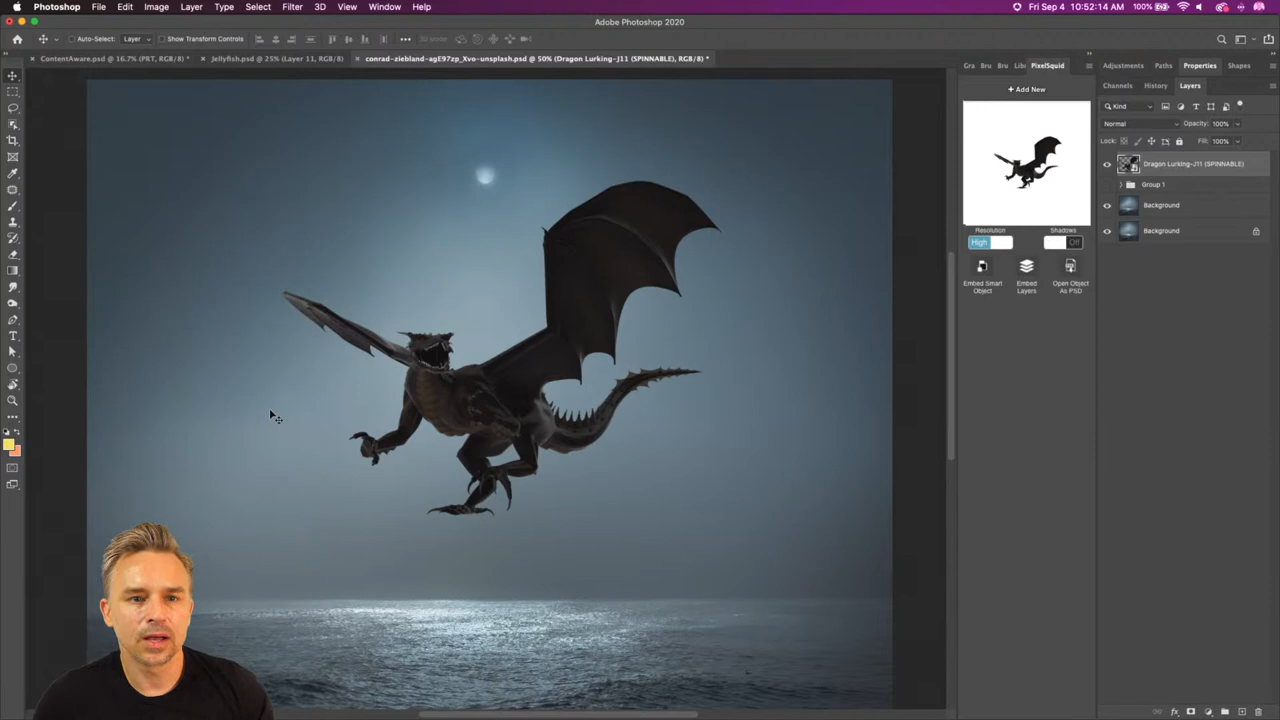 Photoshop File Edit Image Layer Type Select Filter 3D View Window Help
100% Fri Sep 4 10:52:14 AM
Adobe Photoshop 2020
Auto-Select: Layer Show Transform Controls
ContentAware.psd @ 16.7% (PRT, RGB/8) * Jellyfish.psd @ 25% (Layer 11, RGB/8) conrad-ziebland-agE97zp_Xvo-unsplash.psd @ 50% (Dragon Lurking-J11 (SPINNABLE), RGB/8) *
Gra Bru Bru Lib PixelSquid
+ Add New
Resolution Shadows
High Off
Embed Smart Object
Embed Layers
Open Object As PSD
Adjustments Paths Properties Shapes
Channels History Layers
Kind
Normal Opacity: 100%
Lock: Fill: 100%
Dragon Lurking-J11 (SPINNABLE)
Group 1
Background
Background